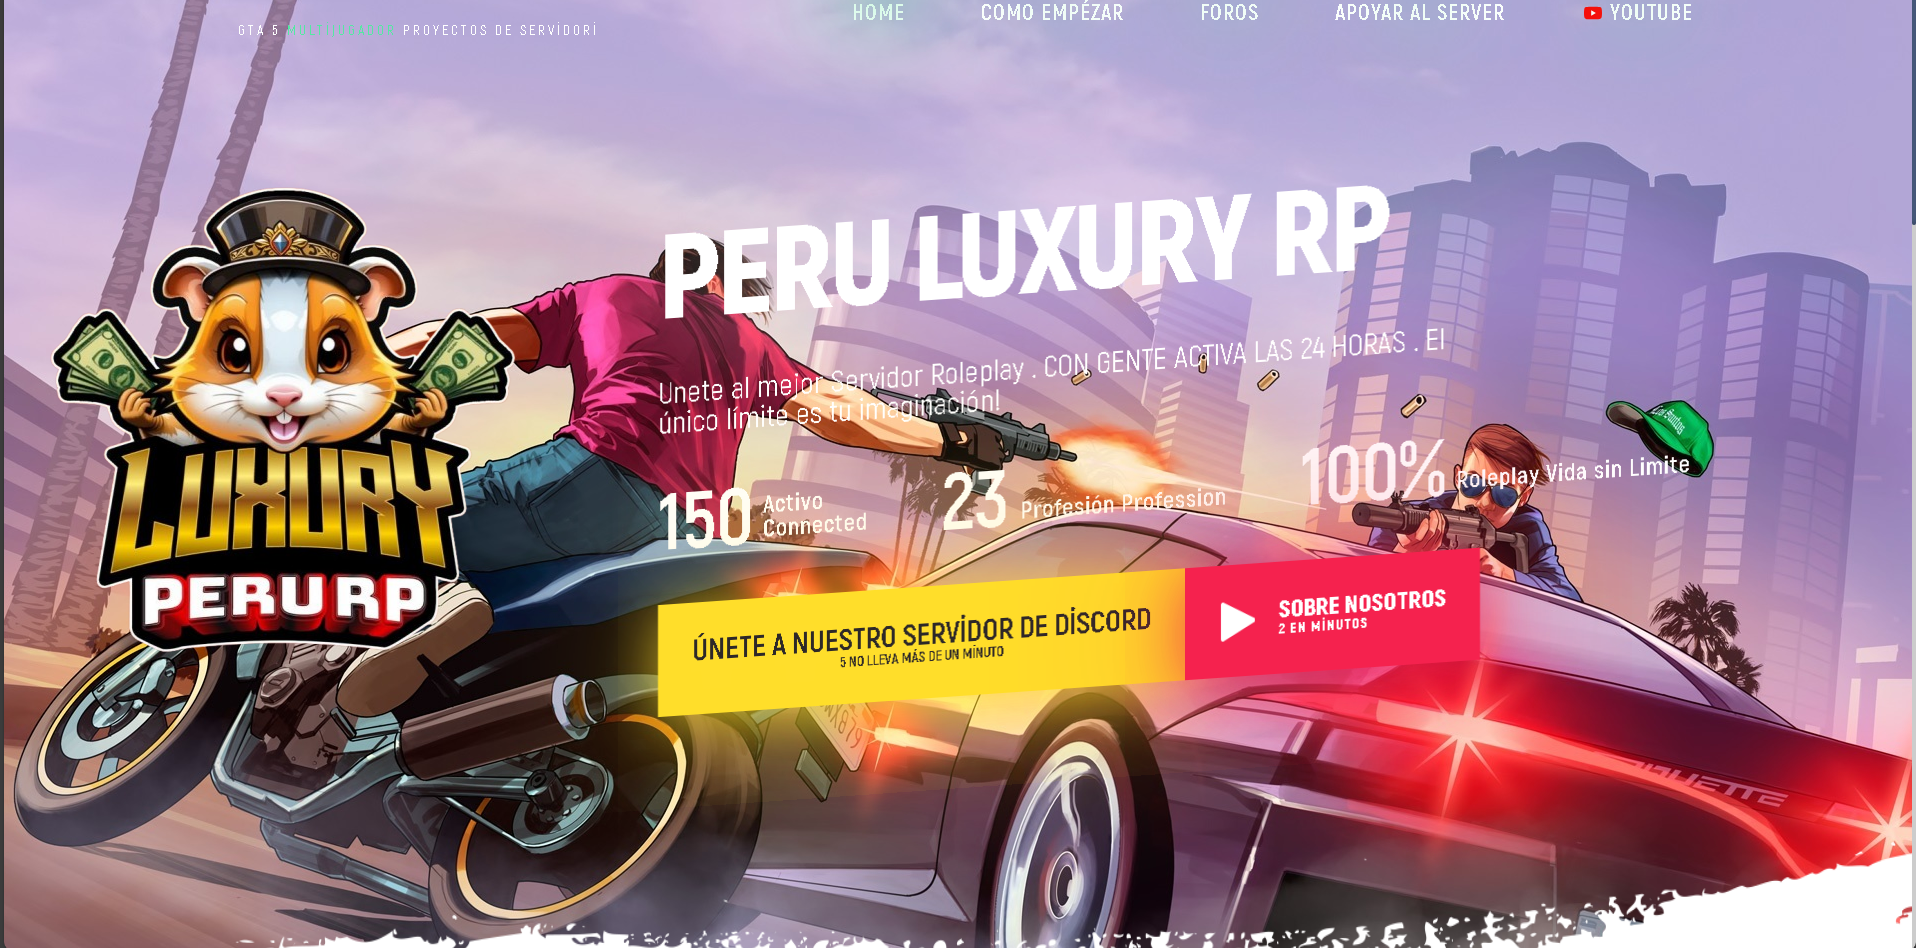 HOME COMO EMPÉZAR FOROS APOYAR AL SERVER YOUTUBE
GTA 5 PROYECTOS DE SERVİDORİ
PERU LUXURY RP
Unete al mejor Servidor Roleplay . CON GENTE ACTIVA LAS 24 HORAS . El
único límite es tu imaginación!
150 Activo
Connected
23 Profesión Profession
100% Roleplay Vida sin Limite
ÚNETE A NUESTRO SERVİDOR DE DİSCORD
5 NO LLEVA MÁS DE UN MİNUTO
SOBRE NOSOTROS
2 EN MİNUTOS
LUXURY
PERU RP
Los Santos